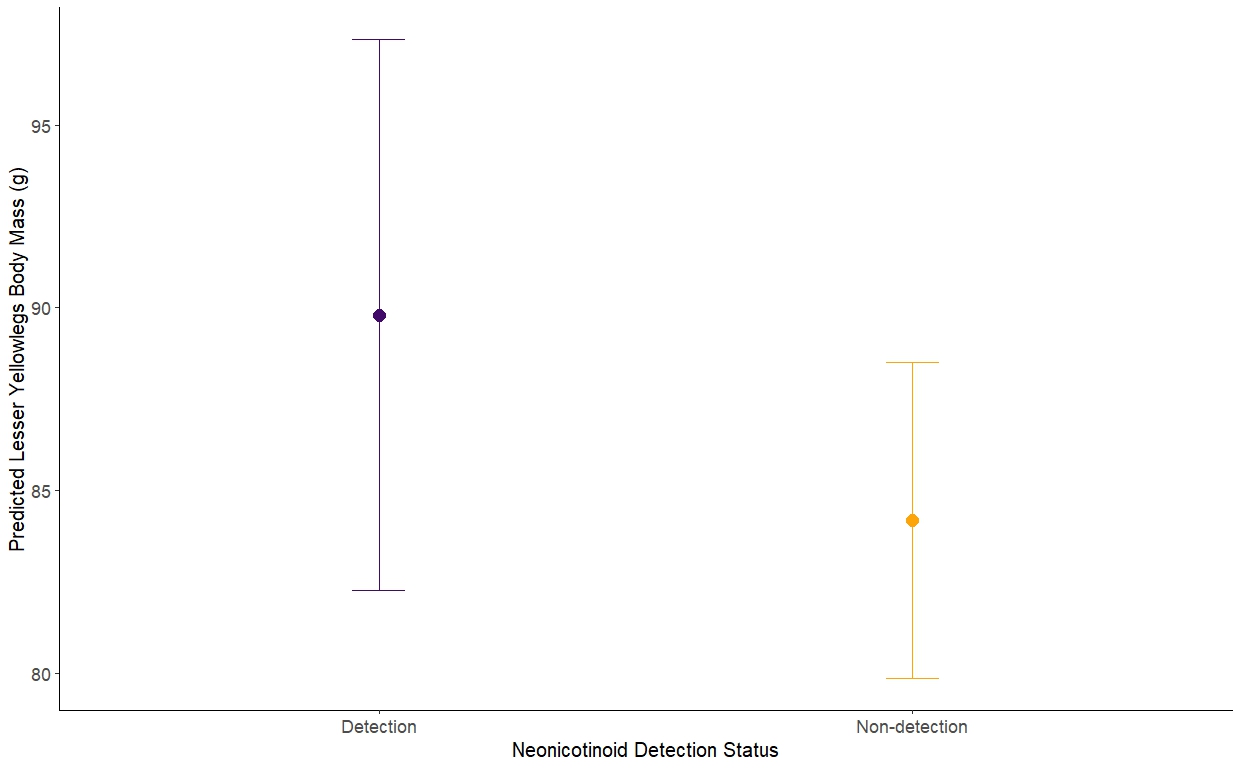 Predicted Lesser Yellowlegs Body Mass (g)
95
90
85
80
Detection
Non-detection
Neonicotinoid Detection Status